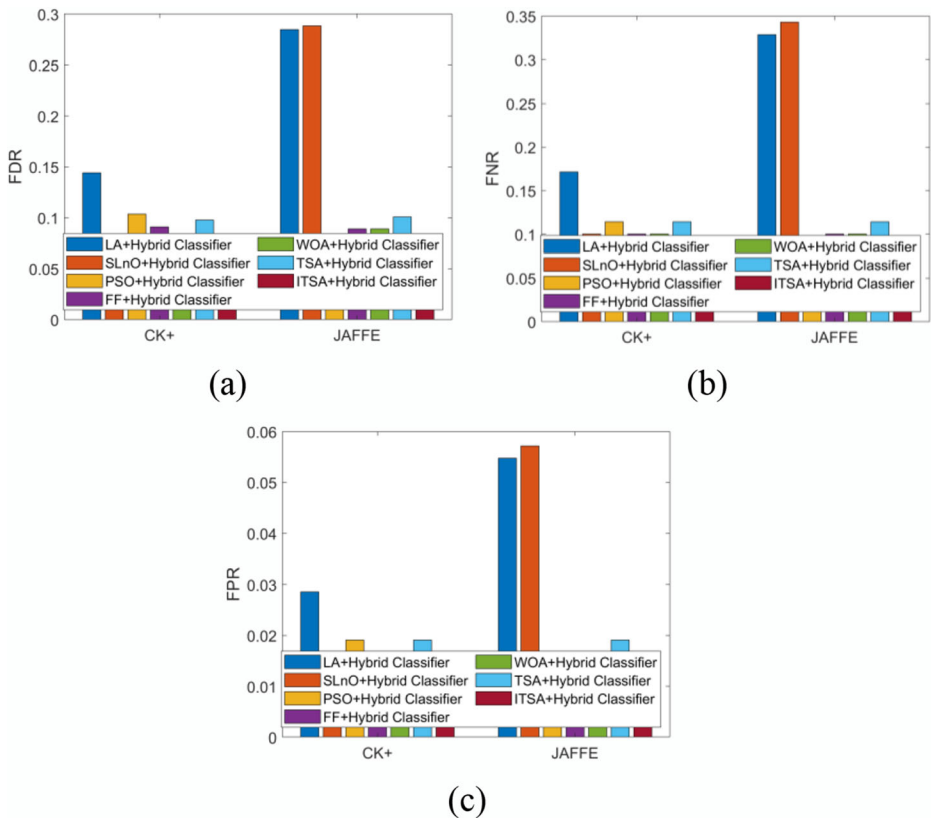 0.3
0.25
0.2
0.15
0.1
0.05
0
FDR
LA+Hybrid Classifier
SLnO+Hybrid Classifier
PSO+Hybrid Classifier
FF+Hybrid Classifier
WOA+Hybrid Classifier
TSA+Hybrid Classifier
ITSA+Hybrid Classifier
CK+ JAFFE
(a)
0.35
0.3
0.25
0.2
0.15
0.1
0.05
0
FNR
LA+Hybrid Classifier
SLnO+Hybrid Classifier
PSO+Hybrid Classifier
FF+Hybrid Classifier
WOA+Hybrid Classifier
TSA+Hybrid Classifier
ITSA+Hybrid Classifier
CK+ JAFFE
(b)
0.06
0.05
0.04
0.03
0.02
0.01
0
FPR
LA+Hybrid Classifier
SLnO+Hybrid Classifier
PSO+Hybrid Classifier
FF+Hybrid Classifier
WOA+Hybrid Classifier
TSA+Hybrid Classifier
ITSA+Hybrid Classifier
CK+ JAFFE
(c)